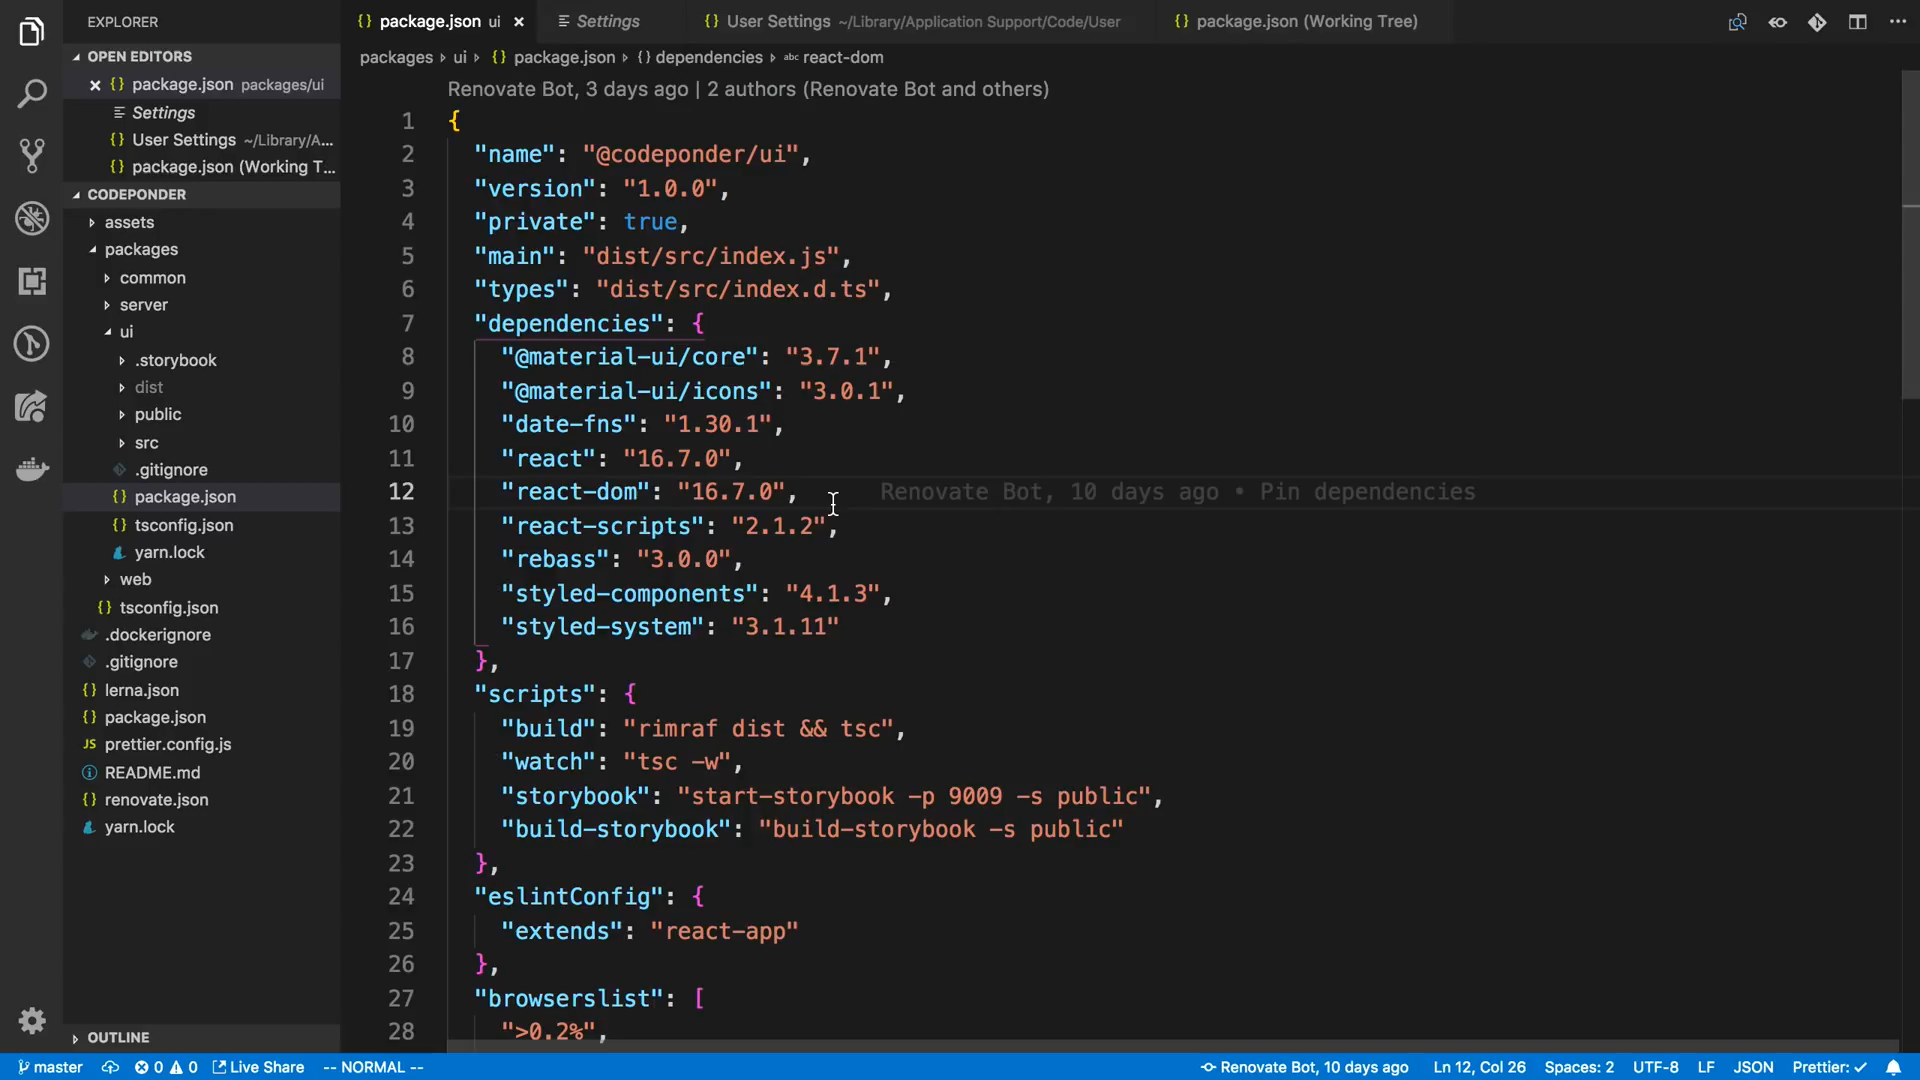 EXPLORER
OPEN EDITORS
package.json packages/ui
Settings
User Settings ~/Library/A...
package.json (Working T...
CODEPONDER
assets
packages
common
server
ui
.storybook
dist
public
src
.gitignore
package.json
tsconfig.json
yarn.lock
web
tsconfig.json
.dockerignore
.gitignore
lerna.json
package.json
prettier.config.js
README.md
renovate.json
yarn.lock
OUTLINE
package.json ui
Settings
User Settings ~/Library/Application Support/Code/User
package.json (Working Tree)
packages › ui › {} package.json › {} dependencies › abc react-dom
Renovate Bot, 3 days ago | 2 authors (Renovate Bot and others)
1 {
2 "name": "@codeponder/ui",
3 "version": "1.0.0",
4 "private": true,
5 "main": "dist/src/index.js",
6 "types": "dist/src/index.d.ts",
7 "dependencies": {
8 "@material-ui/core": "3.7.1",
9 "@material-ui/icons": "3.0.1",
10 "date-fns": "1.30.1",
11 "react": "16.7.0",
12 "react-dom": "16.7.0", Renovate Bot, 10 days ago • Pin dependencies
13 "react-scripts": "2.1.2",
14 "rebass": "3.0.0",
15 "styled-components": "4.1.3",
16 "styled-system": "3.1.11"
17 },
18 "scripts": {
19 "build": "rimraf dist && tsc",
20 "watch": "tsc -w",
21 "storybook": "start-storybook -p 9009 -s public",
22 "build-storybook": "build-storybook -s public"
23 },
24 "eslintConfig": {
25 "extends": "react-app"
26 },
27 "browserslist": [
28 ">0.2%",
master 0 0 Live Share -- NORMAL -- Renovate Bot, 10 days ago Ln 12, Col 26 Spaces: 2 UTF-8 LF JSON Prettier: ✓